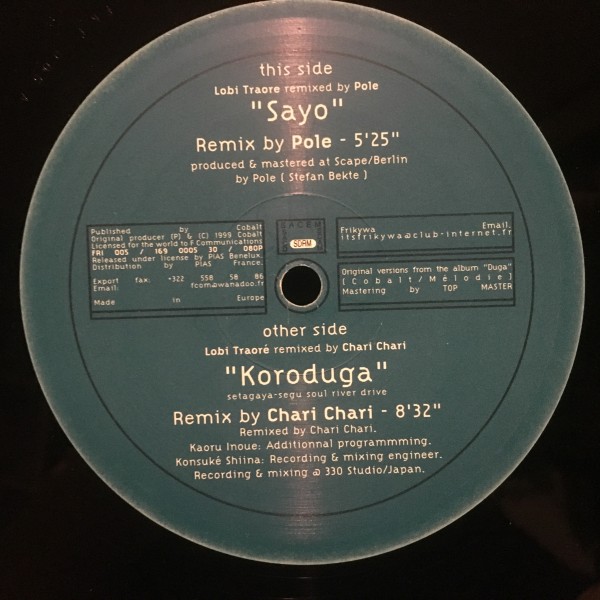 this side
Lobi Traore remixed by Pole
"Sayo"
Remix by Pole - 5'25"
produced & mastered at Scape/Berlin
by Pole ( Stefan Bekte )
Published by Cobalt
Original producer (P) & (C) 1999 Cobalt
Licensed for the world to F Communications
FRI 005 / 169 0005 30 / 080P
Released under license by PIAS Benelux.
Distribution by PIAS France.
Export fax: +322 558 58 86
Email: fcom@wanadoo.fr
Made in Europe
SACEM
SDRM
Frikywa Email.
itsfrikywa@club-internet.fr
Original versions from the album "Duga"
(Cobalt/Mélodie)
Mastering by TOP MASTER
other side
Lobi Traoré remixed by Chari Chari
"Koroduga"
setagaya-segu soul river drive
Remix by Chari Chari - 8'32"
Remixed by Chari Chari.
Kaoru Inoue: Additionnal programmming.
Konsuké Shiina: Recording & mixing engineer.
Recording & mixing @ 330 Studio/Japan.